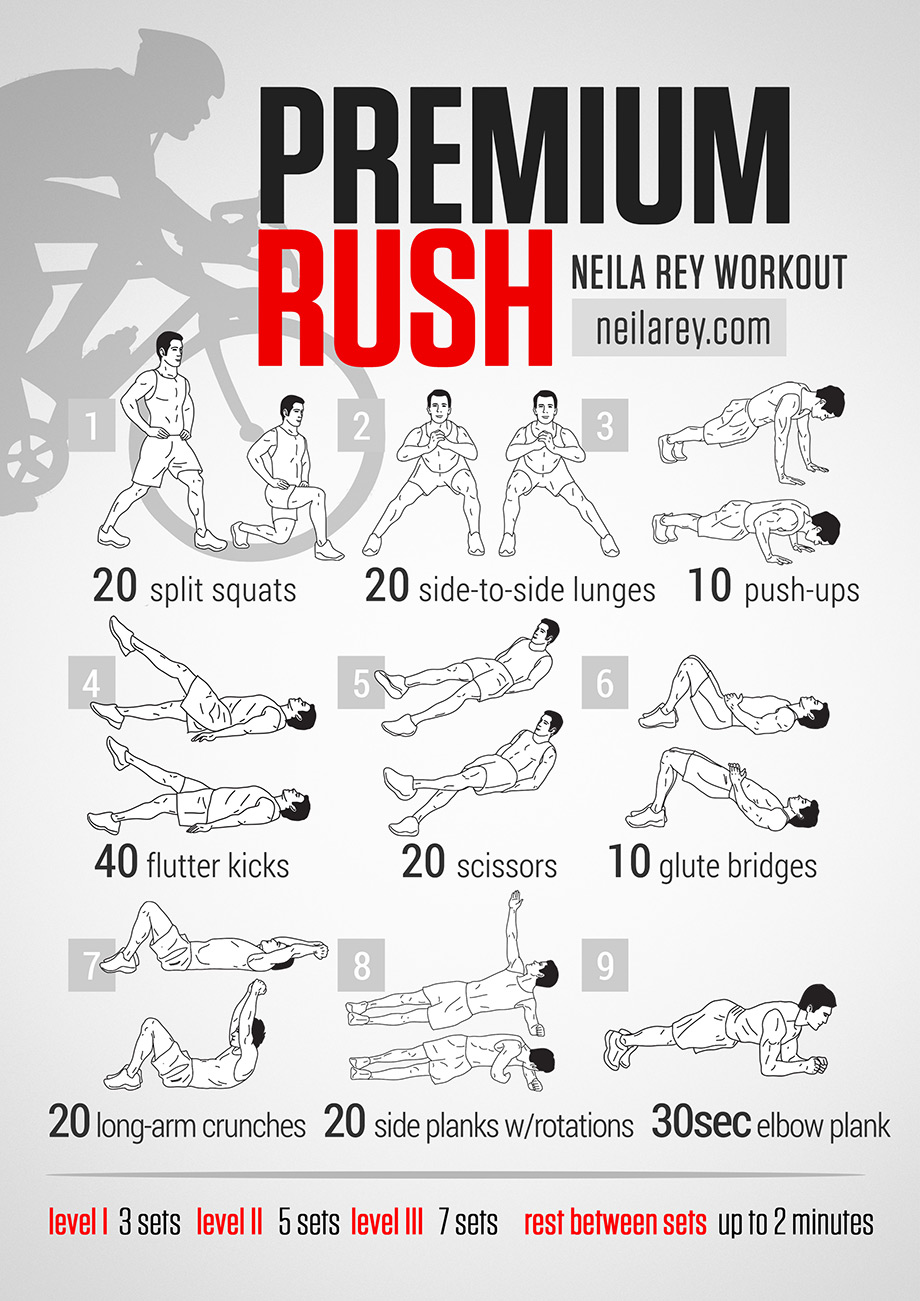 PREMIUM
RUSH
NEILA REY WORKOUT
neilarey.com
1
2
3
20 split squats
20 side-to-side lunges
10 push-ups
4
5
6
40 flutter kicks
20 scissors
10 glute bridges
7
8
9
20 long-arm crunches
20 side planks w/rotations
30sec elbow plank
level I 3 sets level II 5 sets level III 7 sets rest between sets up to 2 minutes